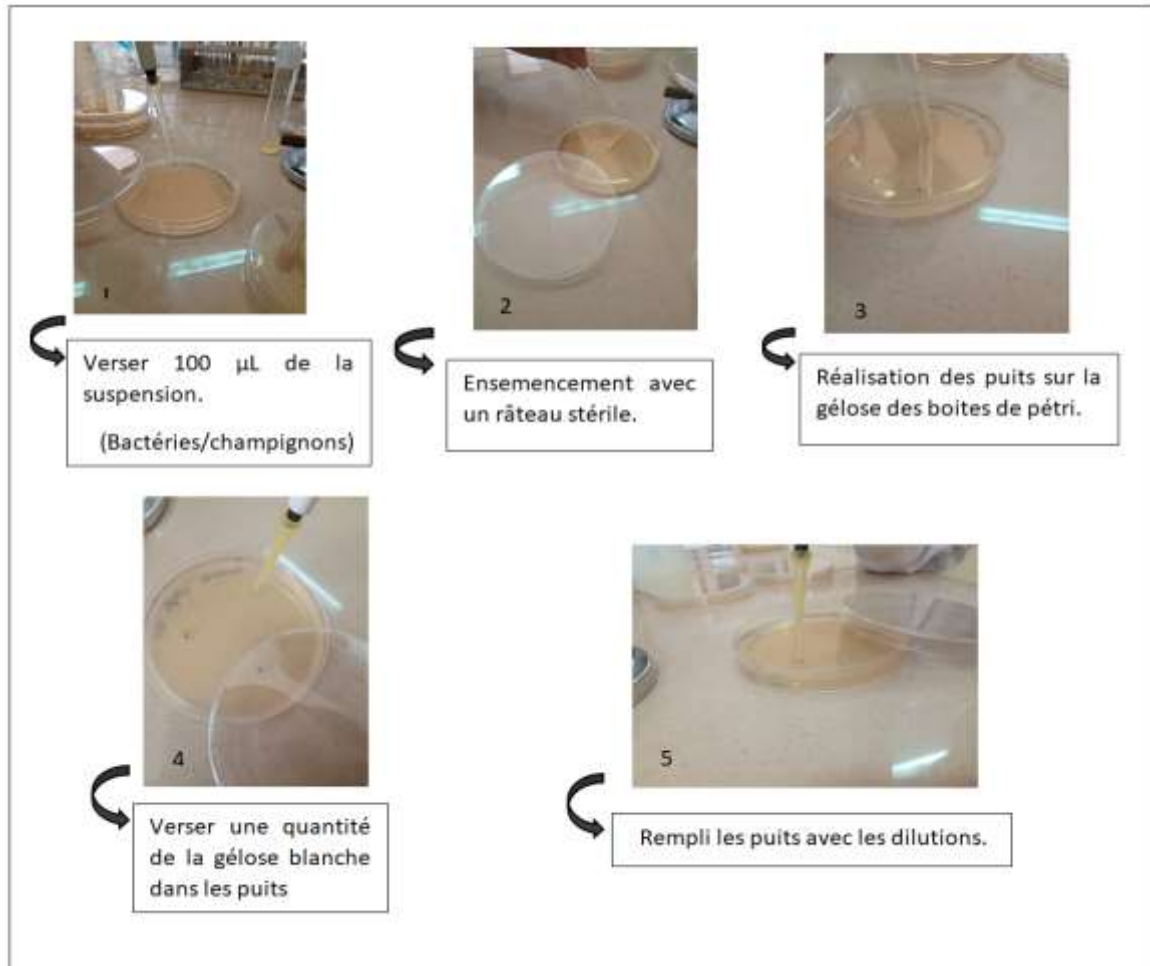 1
2
3
Verser 100 µL de la
suspension.
(Bactéries/champignons)
Ensemencement avec
un râteau stérile.
Réalisation des puits sur la
gélose des boites de pétri.
4
5
Verser une quantité
de la gélose blanche
dans les puits
Rempli les puits avec les dilutions.